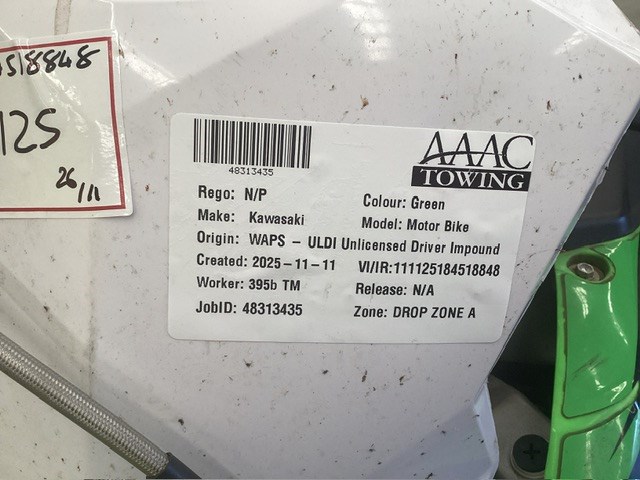 4518848
125
26/11
48313435
AAAC
TOWING
Rego: N/P
Colour: Green
Make: Kawasaki
Model: Motor Bike
Origin: WAPS - ULDI Unlicensed Driver Impound
Created: 2025-11-11
VI/IR:111125184518848
Worker: 395b TM
Release: N/A
JobID: 48313435
Zone: DROP ZONE A